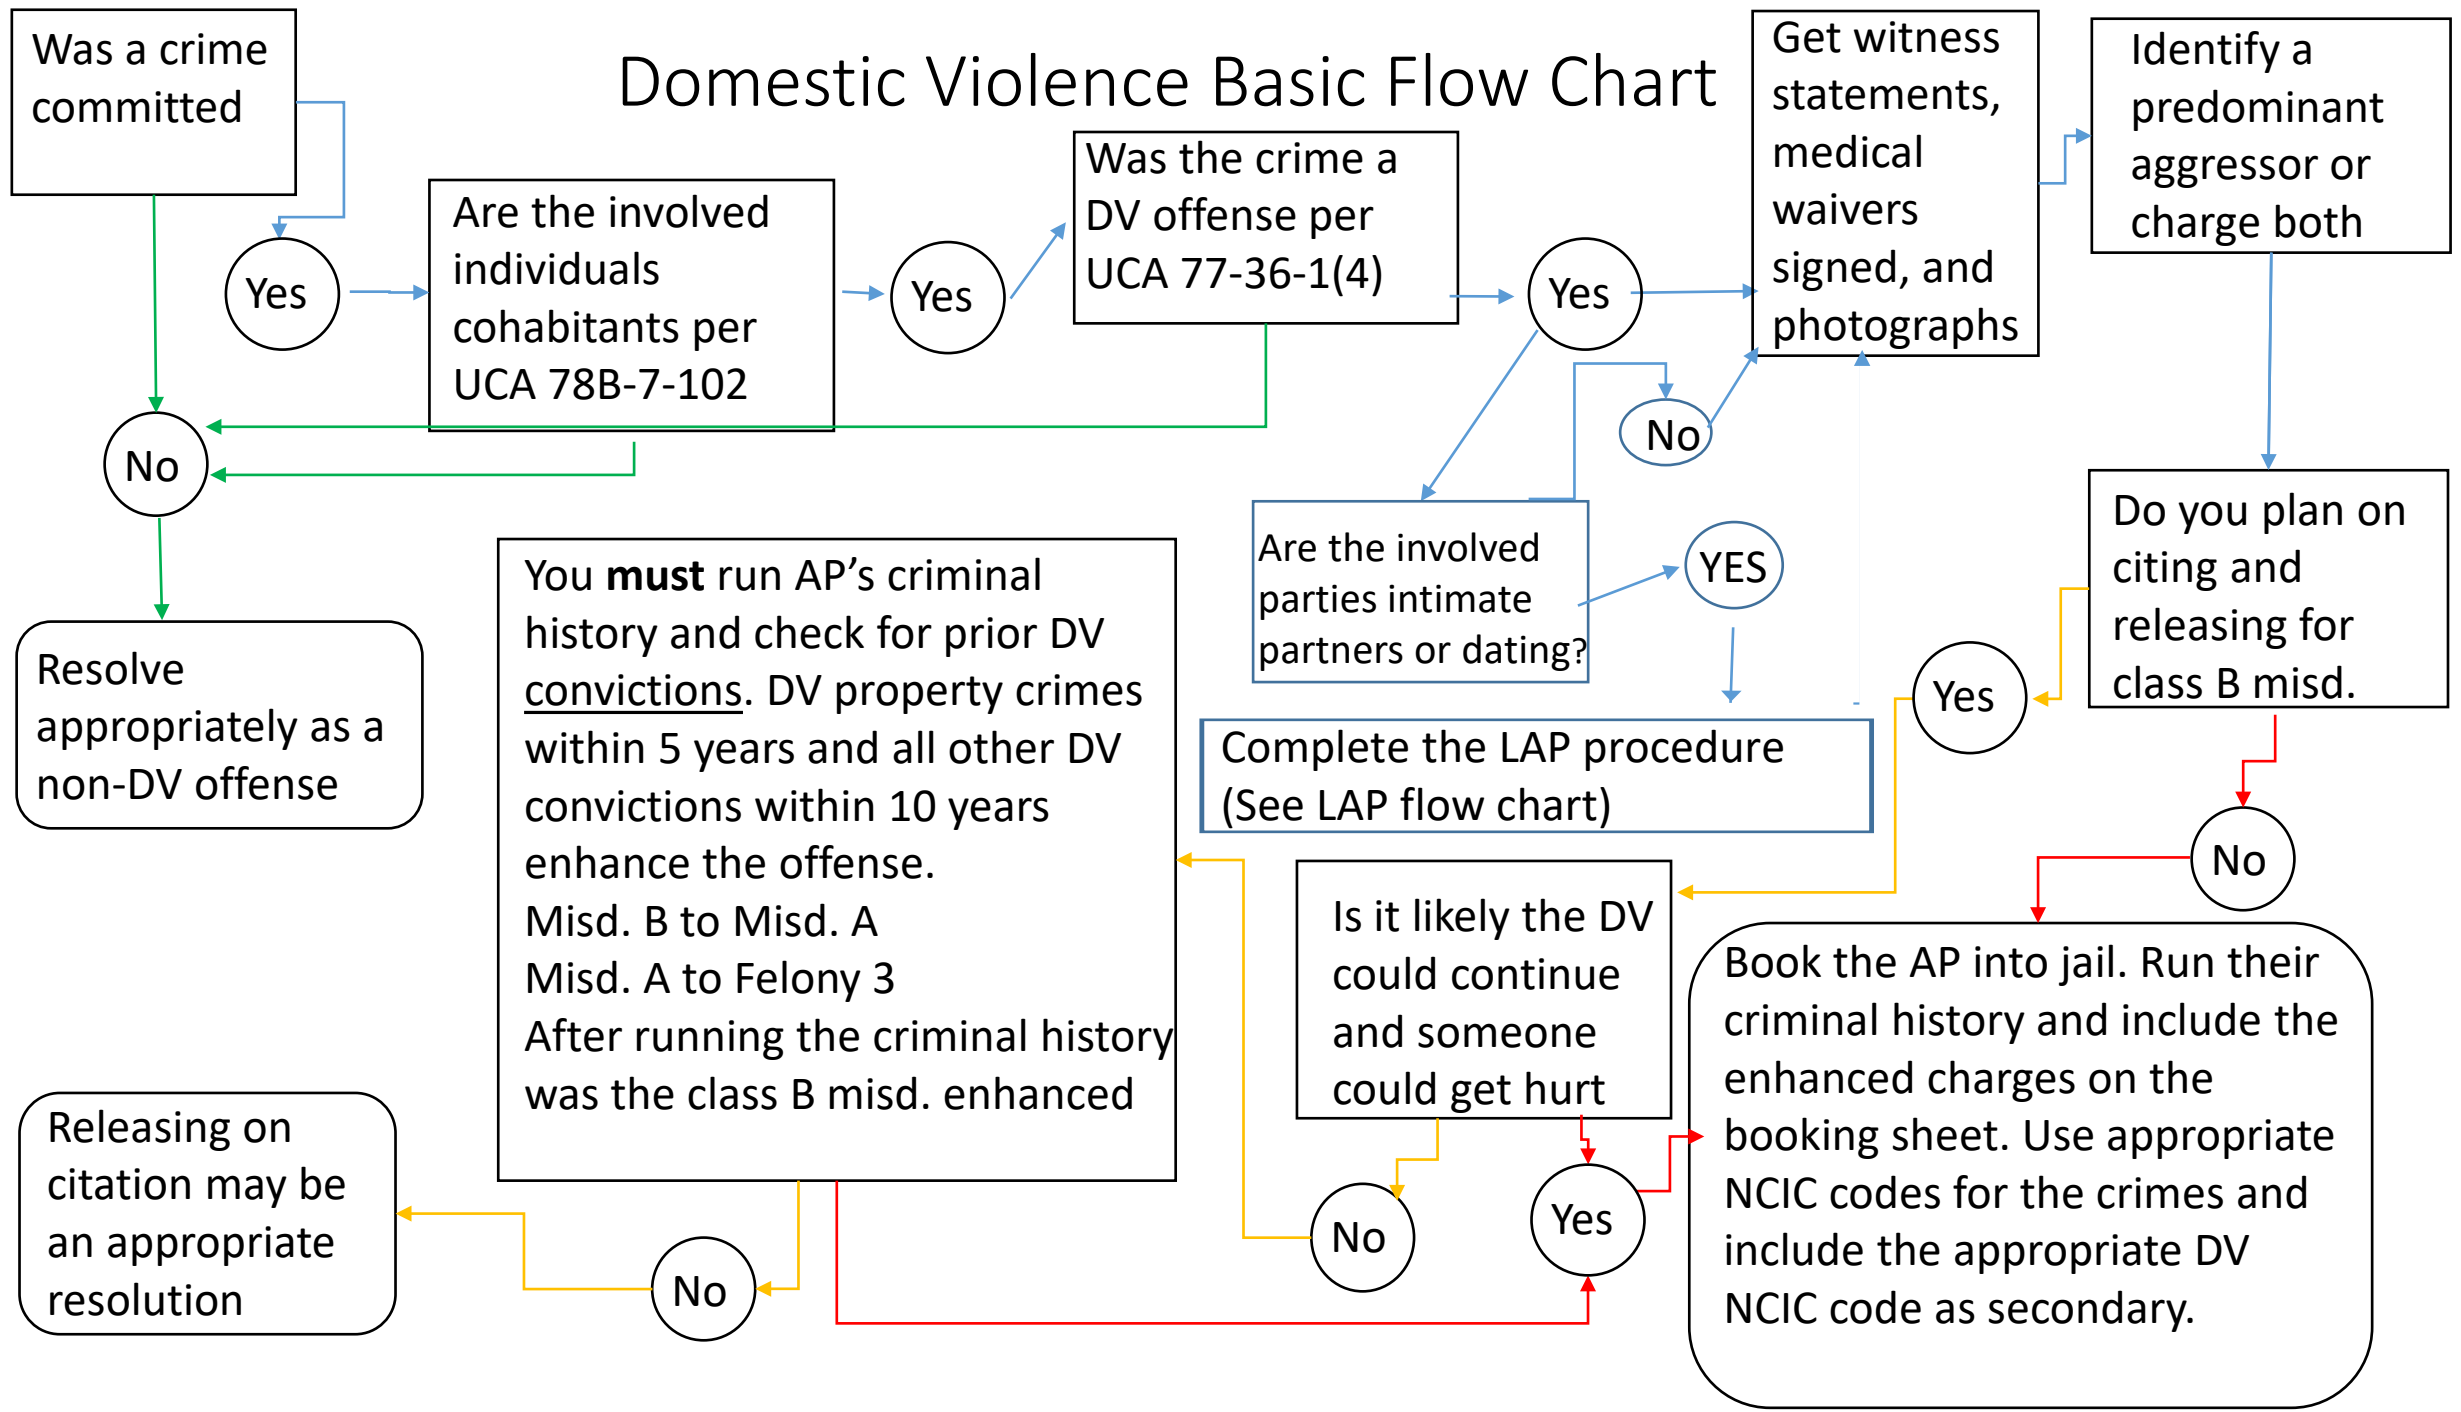 Domestic Violence Basic Flow Chart
Was a crime
committed
Yes
Are the involved
individuals
cohabitants per
UCA 78B-7-102
Yes
Was the crime a
DV offense per
UCA 77-36-1(4)
Yes
Get witness
statements,
medical
waivers
signed, and
photographs
Identify a
predominant
aggressor or
charge both
No
No
Resolve
appropriately as a
non-DV offense
Are the involved
parties intimate
partners or dating?
YES
Complete the LAP procedure
(See LAP flow chart)
Do you plan on
citing and
releasing for
class B misd.
Yes
No
You must run AP’s criminal
history and check for prior DV
convictions. DV property crimes
within 5 years and all other DV
convictions within 10 years
enhance the offense.
Misd. B to Misd. A
Misd. A to Felony 3
After running the criminal history
was the class B misd. enhanced
Is it likely the DV
could continue
and someone
could get hurt
Book the AP into jail. Run their
criminal history and include the
enhanced charges on the
booking sheet. Use appropriate
NCIC codes for the crimes and
include the appropriate DV
NCIC code as secondary.
Releasing on
citation may be
an appropriate
resolution
No
No
Yes